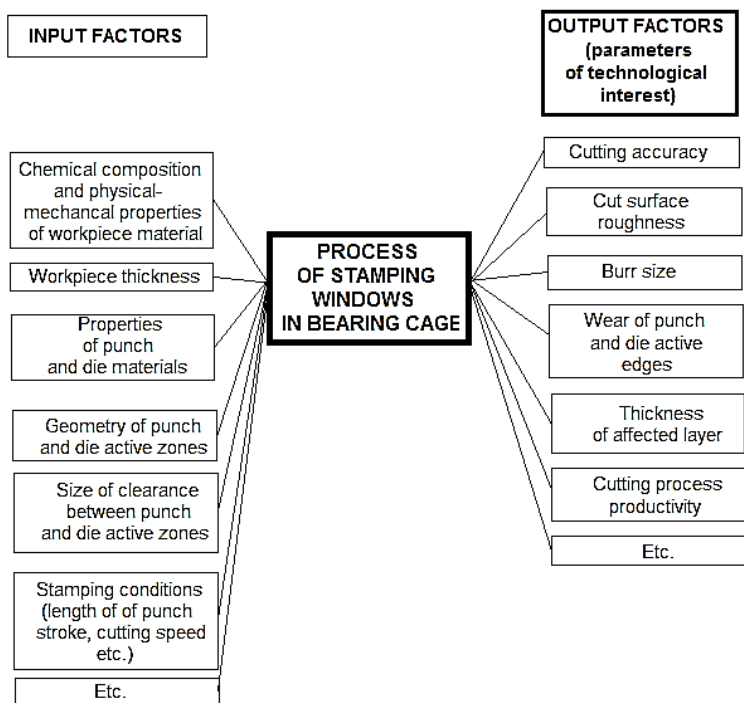 INPUT FACTORS
Chemical composition
and physical-
mechancal properties
of workpiece material
Workpiece thickness
Properties
of punch
and die materials
Geometry of punch
and die active zones
Size of clearance
between punch
and die active zones
Stamping conditions
(length of of punch
stroke, cutting speed
etc.)
Etc.
PROCESS
OF STAMPING
WINDOWS
IN BEARING CAGE
OUTPUT FACTORS
(parameters
of technological
interest)
Cutting accuracy
Cut surface
roughness
Burr size
Wear of punch
and die active
edges
Thickness
of affected layer
Cutting process
productivity
Etc.